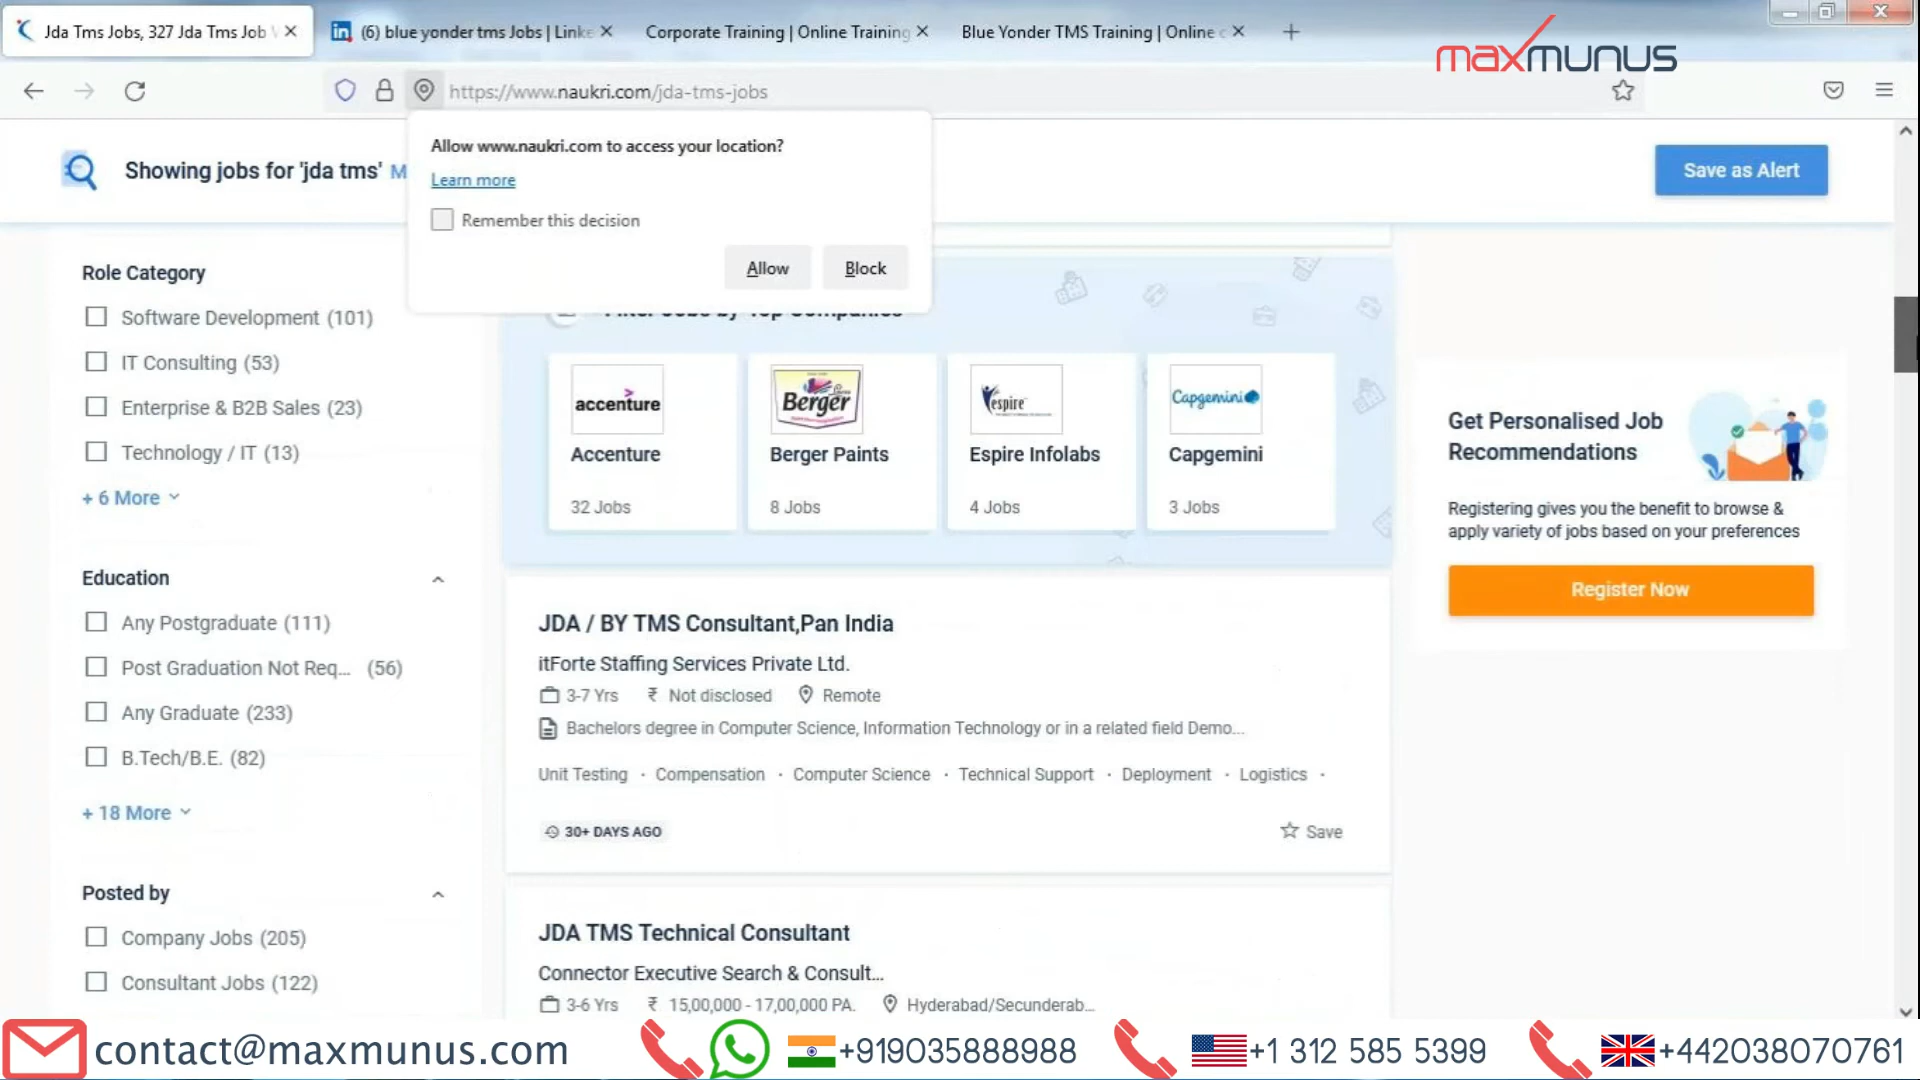 Jda Tms Jobs, 327 Jda Tms Job V
(6) blue yonder tms Jobs | Linke
Corporate Training | Online Training
Blue Yonder TMS Training | Online c
maxmunus
https://www.naukri.com/jda-tms-jobs
Allow www.naukri.com to access your location?
Learn more
Remember this decision
Allow
Block
Showing jobs for 'jda tms' M
Save as Alert
Role Category
Software Development (101)
IT Consulting (53)
Enterprise & B2B Sales (23)
Technology / IT (13)
+ 6 More
Education
Any Postgraduate (111)
Post Graduation Not Req... (56)
Any Graduate (233)
B.Tech/B.E. (82)
+ 18 More
Posted by
Company Jobs (205)
Consultant Jobs (122)
Filter Jobs by Top Companies
accenture
Accenture
32 Jobs
Berger
Berger Paints
8 Jobs
espire
Espire Infolabs
4 Jobs
Capgemini
Capgemini
3 Jobs
JDA / BY TMS Consultant,Pan India
itForte Staffing Services Private Ltd.
3-7 Yrs ₹ Not disclosed Remote
Bachelors degree in Computer Science, Information Technology or in a related field Demo...
Unit Testing · Compensation · Computer Science · Technical Support · Deployment · Logistics ·
30+ DAYS AGO
Save
JDA TMS Technical Consultant
Connector Executive Search & Consult...
3-6 Yrs ₹ 15,00,000 - 17,00,000 PA. Hyderabad/Secunderab...
Get Personalised Job
Recommendations
Registering gives you the benefit to browse &
apply variety of jobs based on your preferences
Register Now
contact@maxmunus.com
+919035888988
+1 312 585 5399
+442038070761